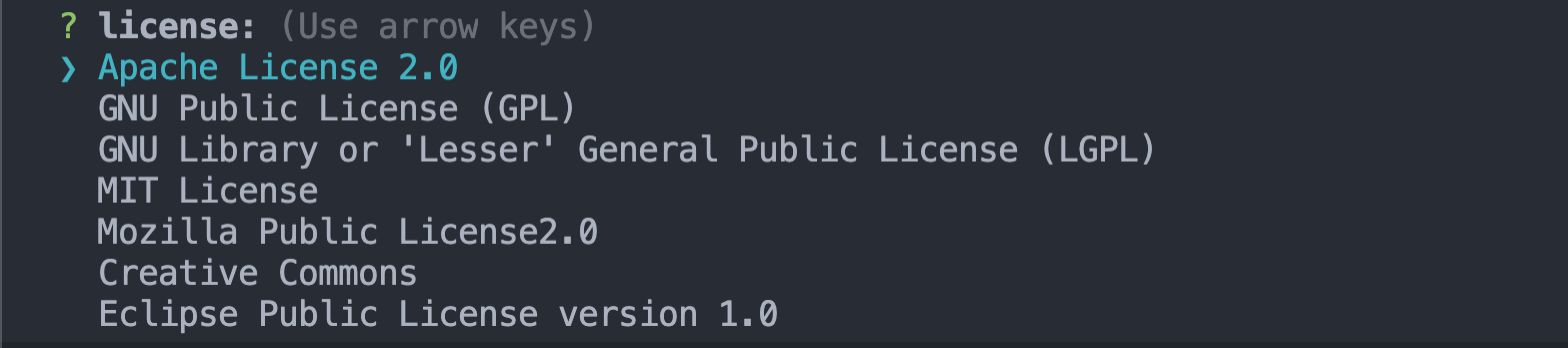 ? license: (Use arrow keys)
❯ Apache License 2.0
GNU Public License (GPL)
GNU Library or 'Lesser' General Public License (LGPL)
MIT License
Mozilla Public License2.0
Creative Commons
Eclipse Public License version 1.0